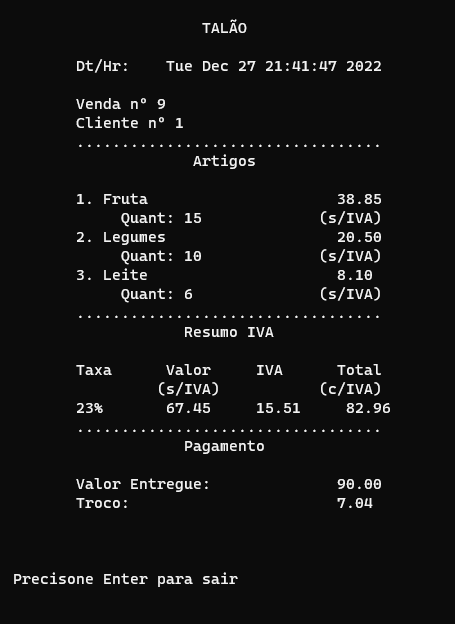 TALÃO
Dt/Hr: Tue Dec 27 21:41:47 2022
Venda nº 9
Cliente nº 1
..................................
Artigos
1. Fruta 38.85
Quant: 15 (s/IVA)
2. Legumes 20.50
Quant: 10 (s/IVA)
3. Leite 8.10
Quant: 6 (s/IVA)
..................................
Resumo IVA
Taxa Valor IVA Total
(s/IVA) (c/IVA)
23% 67.45 15.51 82.96
..................................
Pagamento
Valor Entregue: 90.00
Troco: 7.04
Precisone Enter para sair